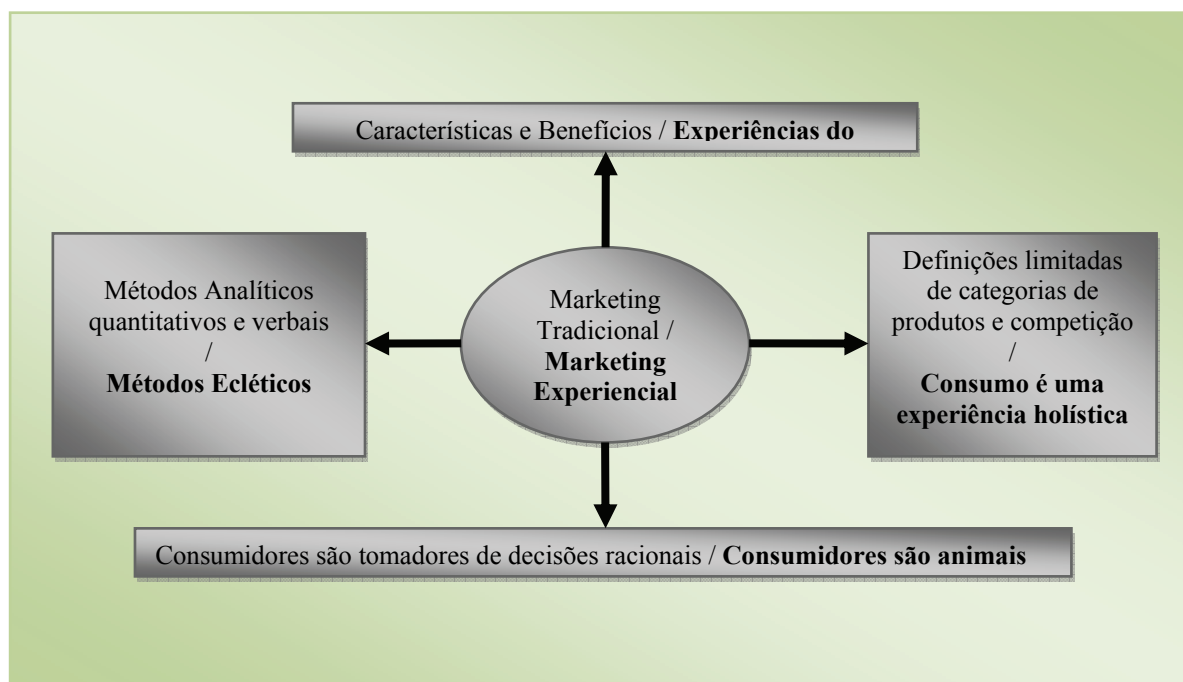 Características e Benefícios / Experiências do
Métodos Analíticos
quantitativos e verbais
/
Métodos Ecléticos
Marketing
Tradicional /
Marketing
Experiencial
Definições limitadas
de categorias de
produtos e competição
/
Consumo é uma
experiência holística
Consumidores são tomadores de decisões racionais / Consumidores são animais